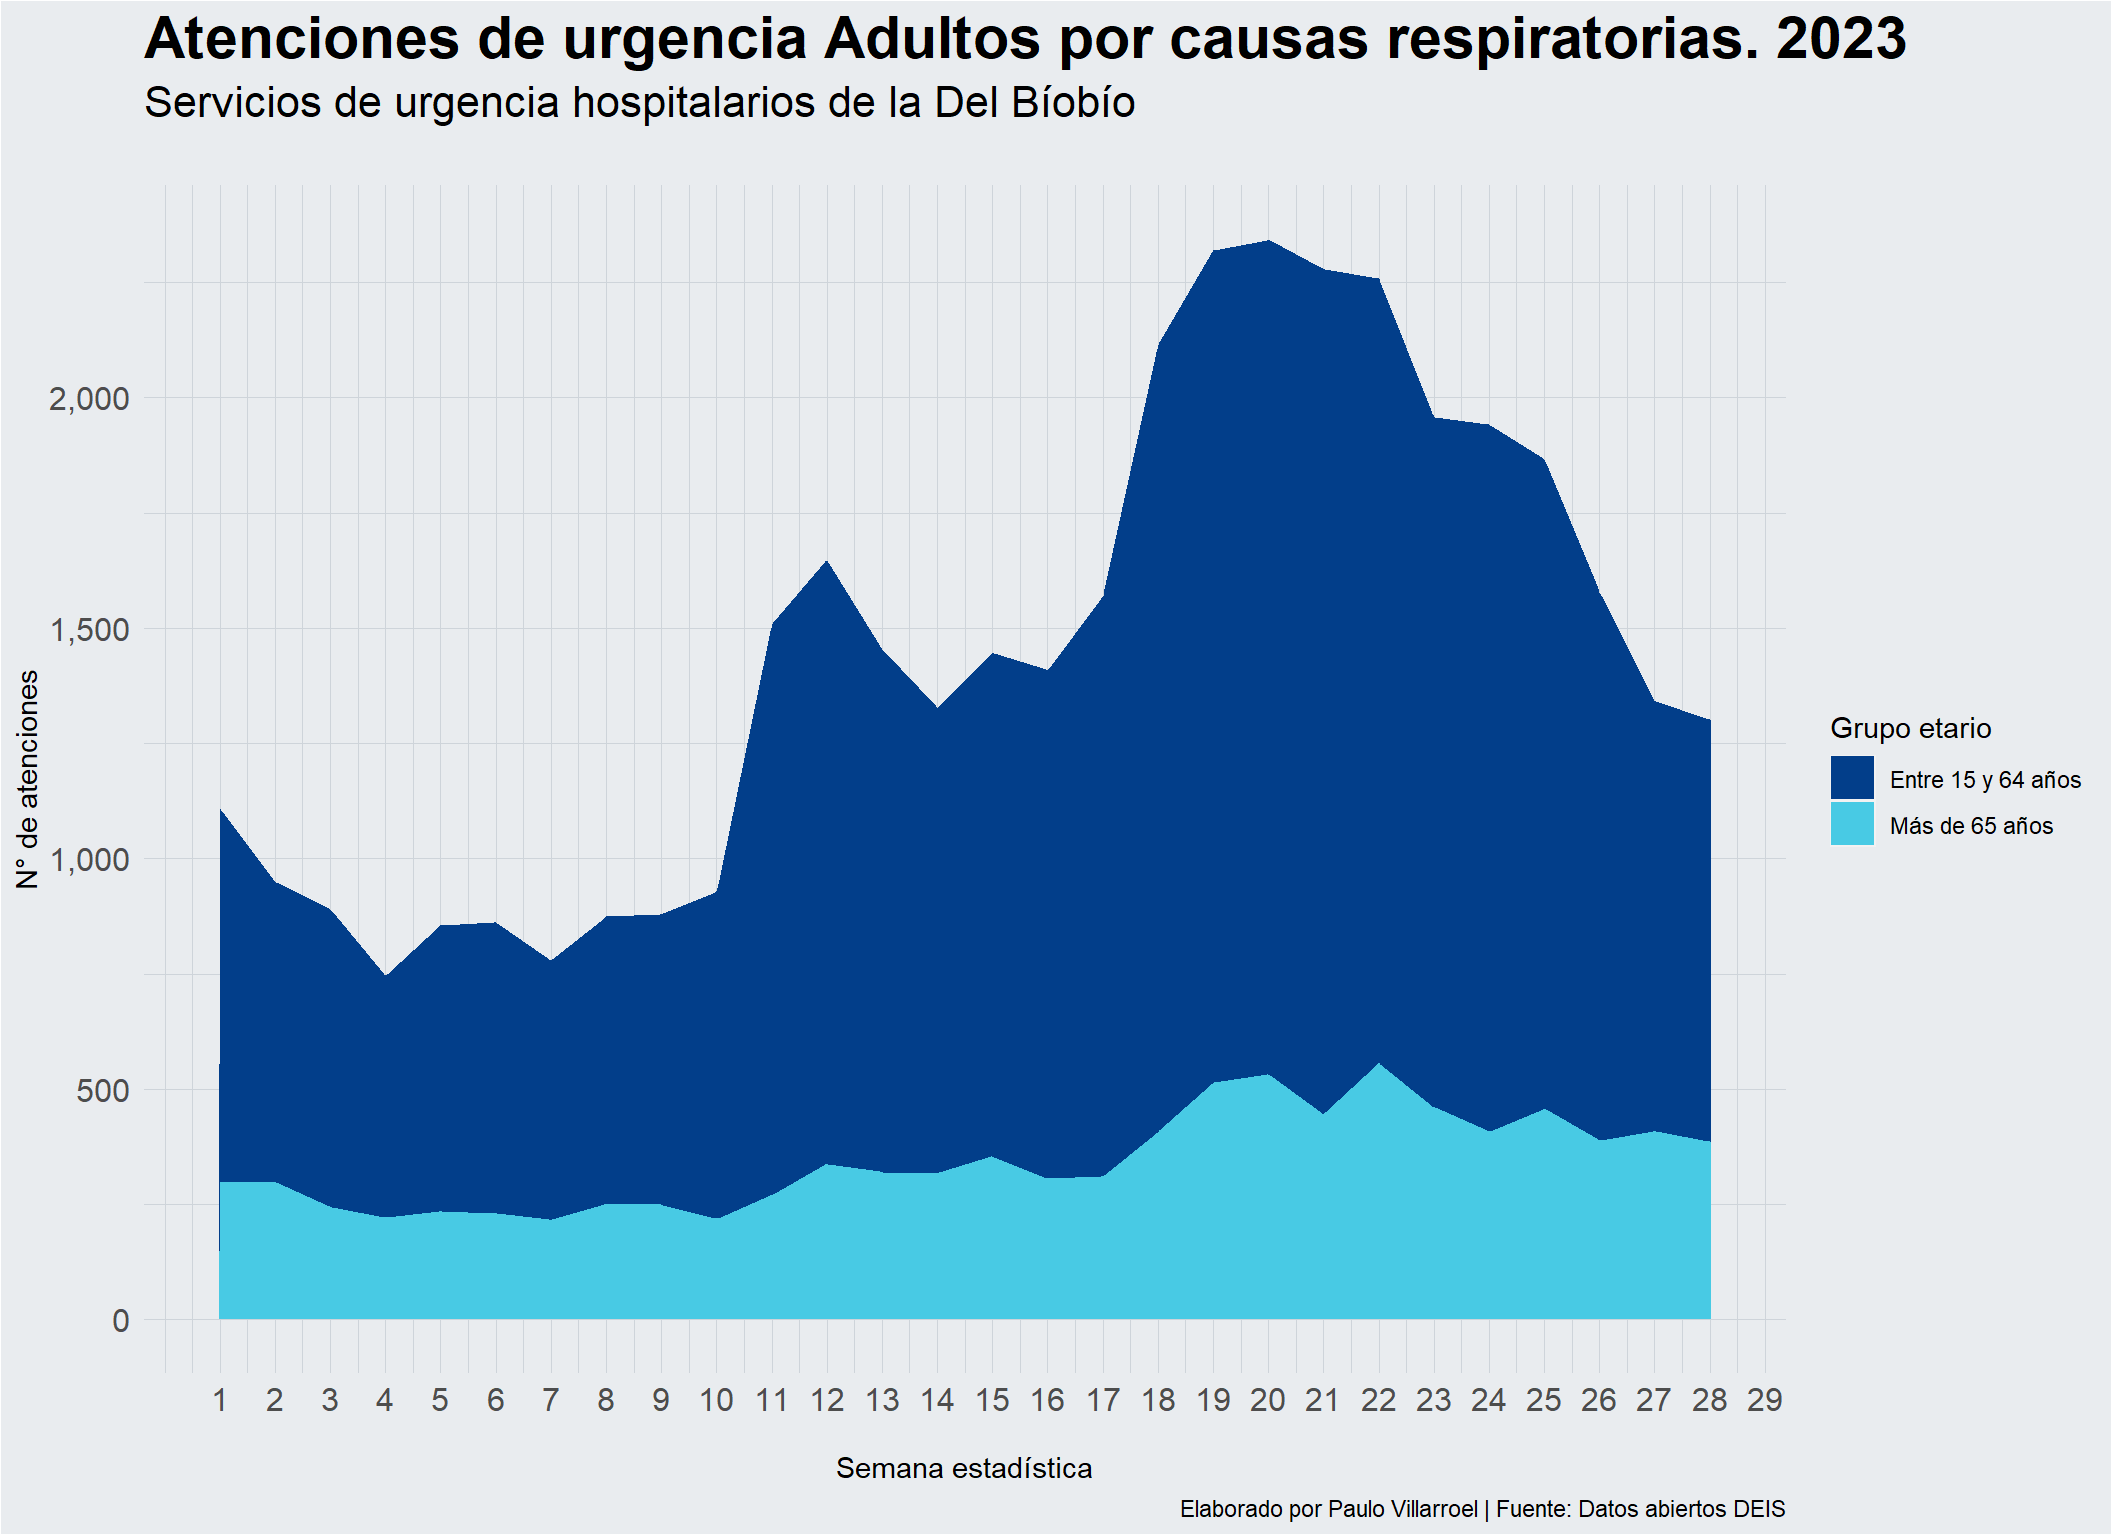 Atenciones de urgencia Adultos por causas respiratorias. 2023
Servicios de urgencia hospitalarios de la Del Bíobío
N° de atenciones
2,000
1,500
1,000
500
0
1 2 3 4 5 6 7 8 9 10 11 12 13 14 15 16 17 18 19 20 21 22 23 24 25 26 27 28 29
Semana estadística
Grupo etario
Entre 15 y 64 años
Más de 65 años
Elaborado por Paulo Villarroel | Fuente: Datos abiertos DEIS